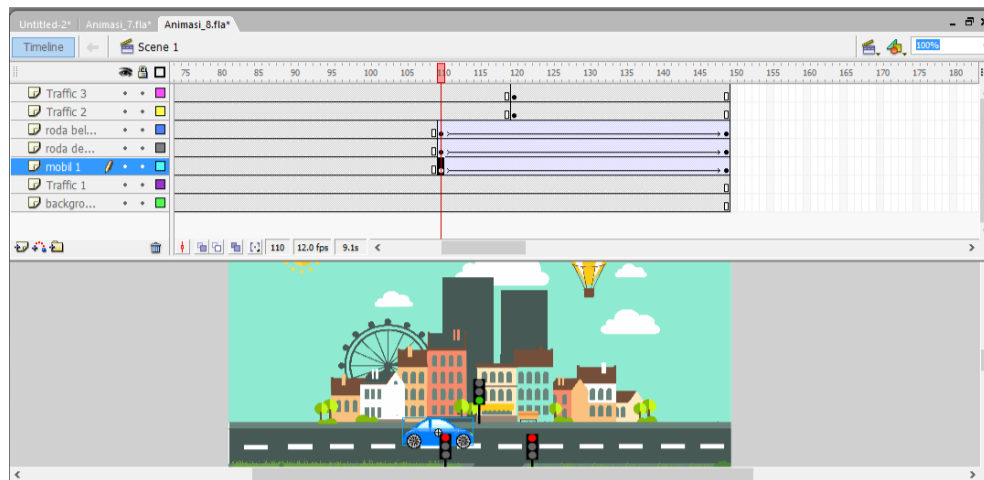 Untitled-2* Animasi_7.fla* Animasi_8.fla*
Timeline Scene 1 100%
75 80 85 90 95 100 105 110 115 120 125 130 135 140 145 150 155 160 165 170 175 180
Traffic 3
Traffic 2
roda bel...
roda de...
mobil 1
Traffic 1
backgro...
110 12.0 fps 9.1s